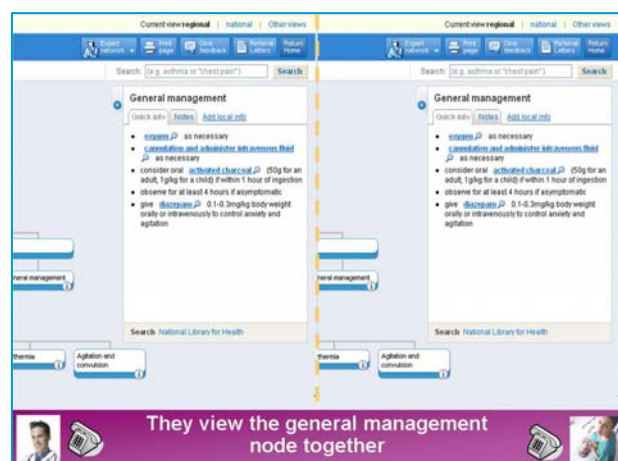 Current view regional | national | Other views
Expert network
Print page
Give feedback
Referral Letters
Return Home
Search: (e.g. asthma or "chest pain") Search
General management
Quick info Notes Add local info
• oxygen as necessary
• cannulation and administer intravenous fluid
as necessary
• consider oral activated charcoal (50g for an
adult, 1g/kg for a child) if within 1 hour of ingestion
• observe for at least 4 hours if asymptomatic
• give diazepam 0.1-0.3mg/kg body weight
orally or intravenously to control anxiety and
agitation
neral management
Search National Library for Health
thermia
Agitation and
convulsion
Current view regional | national | Other views
Expert network
Print page
Give feedback
Referral Letters
Return Home
Search: (e.g. asthma or "chest pain") Search
General management
Quick info Notes Add local info
• oxygen as necessary
• cannulation and administer intravenous fluid
as necessary
• consider oral activated charcoal (50g for an
adult, 1g/kg for a child) if within 1 hour of ingestion
• observe for at least 4 hours if asymptomatic
• give diazepam 0.1-0.3mg/kg body weight
orally or intravenously to control anxiety and
agitation
neral management
Search National Library for Health
thermia
Agitation and
convulsion
They view the general management
node together